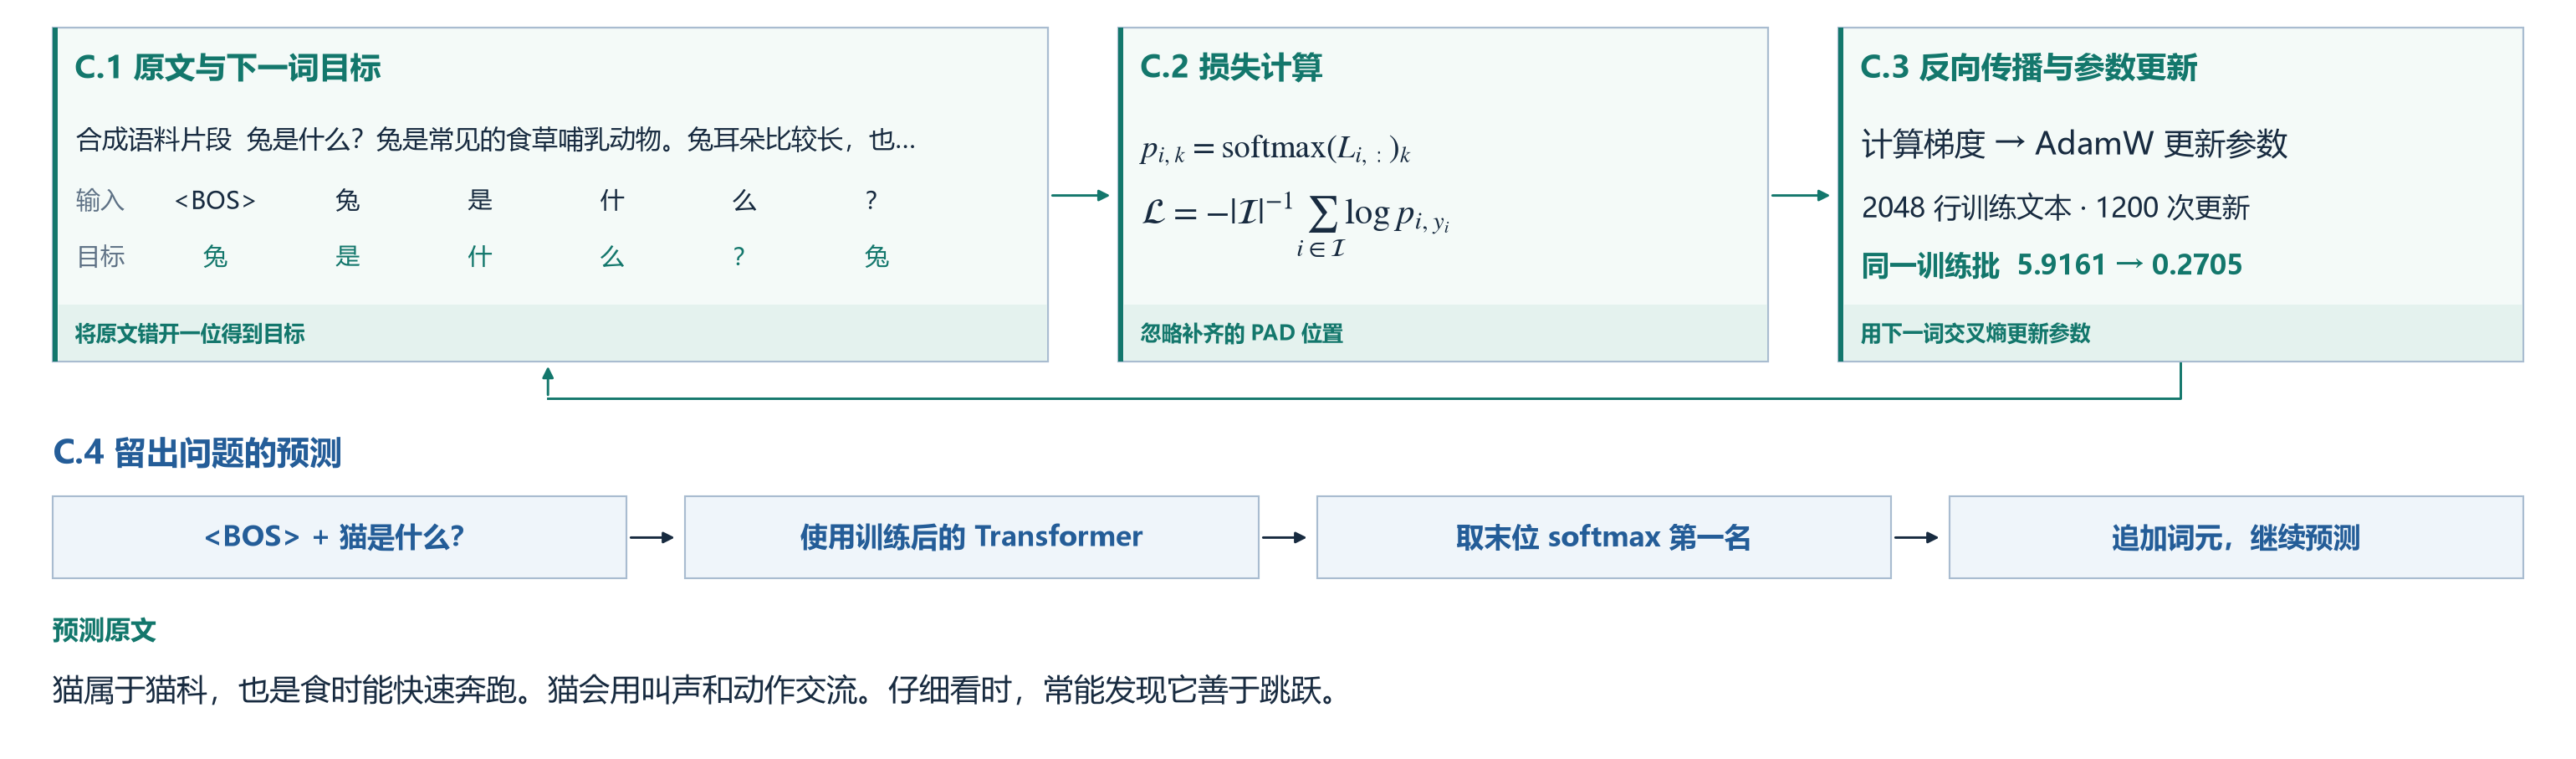 C.1 原文与下一词目标
合成语料片段 兔是什么？兔是常见的食草哺乳动物。兔耳朵比较长，也...
输入 <BOS> 兔 是 什 么 ？
目标 兔 是 什 么 ？ 兔
将原文错开一位得到目标
C.2 损失计算
p_{i, k} = softmax(L_{i, :})_k
ℒ = −|ℐ|^{−1} ∑_{i ∈ ℐ} log p_{i, y_i}
忽略补齐的 PAD 位置
C.3 反向传播与参数更新
计算梯度 → AdamW 更新参数
2048 行训练文本 · 1200 次更新
同一训练批 5.9161 → 0.2705
用下一词交叉熵更新参数
C.4 留出问题的预测
<BOS> + 猫是什么？
使用训练后的 Transformer
取末位 softmax 第一名
追加词元，继续预测
预测原文
猫属于猫科，也是食时能快速奔跑。猫会用叫声和动作交流。仔细看时，常能发现它善于跳跃。